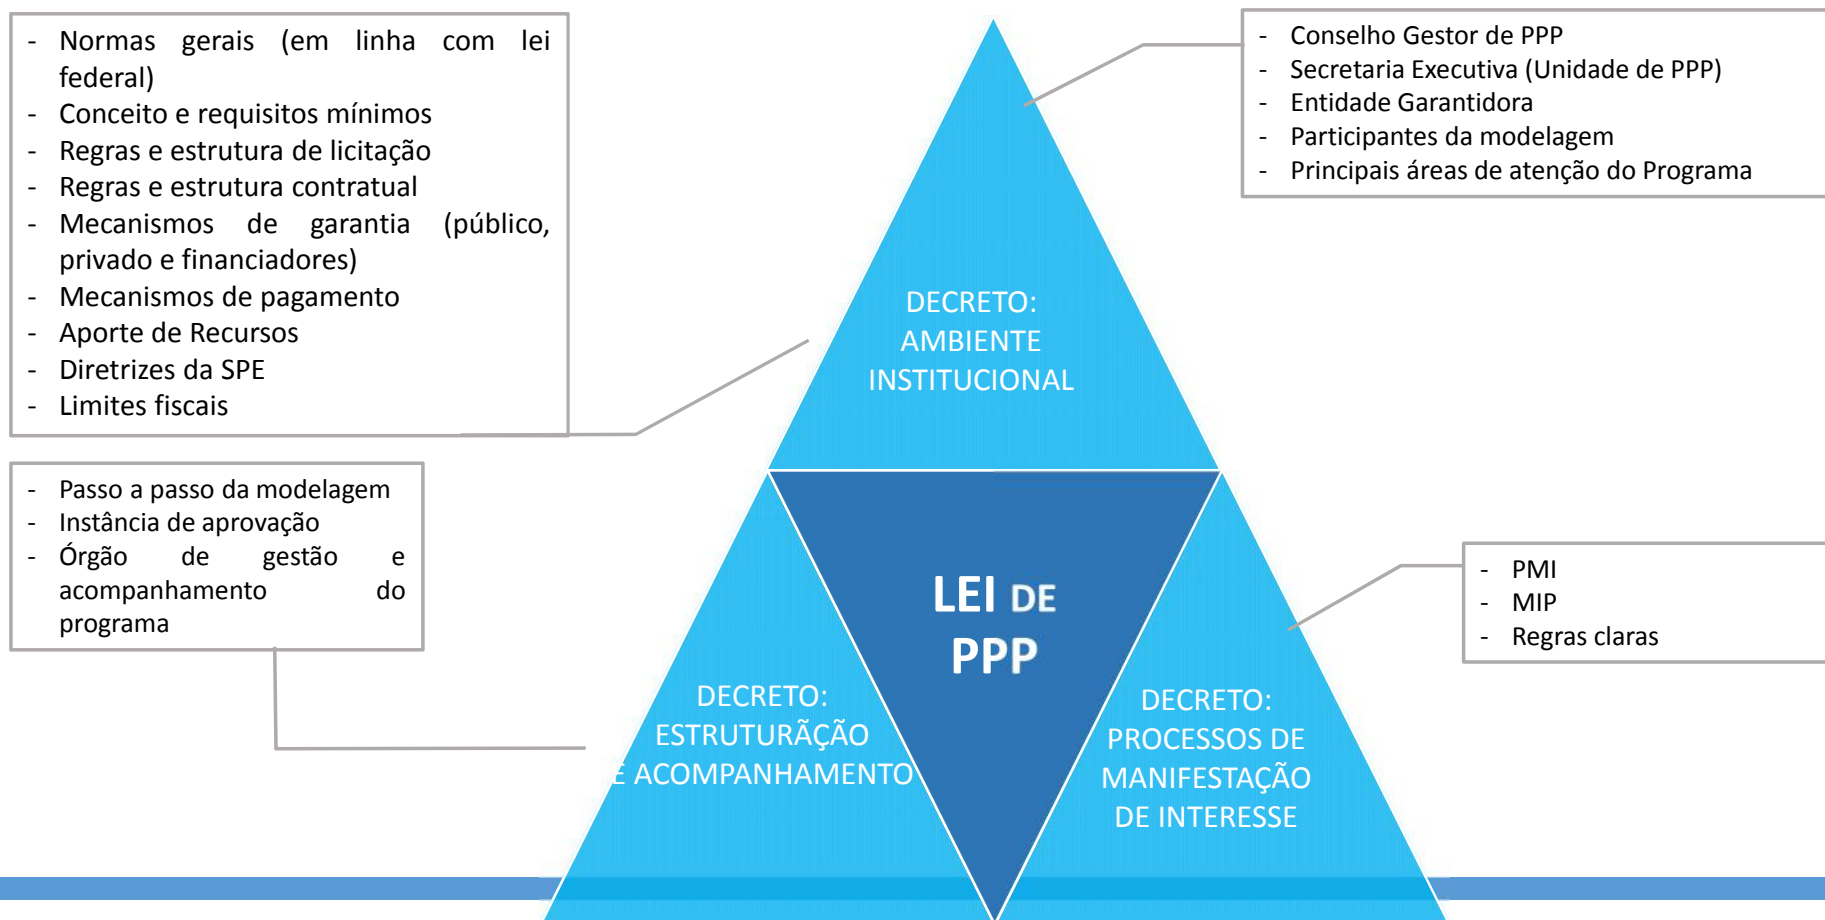 - Normas gerais (em linha com lei
federal)
- Conceito e requisitos mínimos
- Regras e estrutura de licitação
- Regras e estrutura contratual
- Mecanismos de garantia (público,
privado e financiadores)
- Mecanismos de pagamento
- Aporte de Recursos
- Diretrizes da SPE
- Limites fiscais
- Conselho Gestor de PPP
- Secretaria Executiva (Unidade de PPP)
- Entidade Garantidora
- Participantes da modelagem
- Principais áreas de atenção do Programa
DECRETO:
AMBIENTE
INSTITUCIONAL
- Passo a passo da modelagem
- Instância de aprovação
- Órgão de gestão e
acompanhamento do
programa
LEI DE
PPP
- PMI
- MIP
- Regras claras
DECRETO:
ESTRUTURÃÇÃO
E ACOMPANHAMENTO
DECRETO:
PROCESSOS DE
MANIFESTAÇÃO
DE INTERESSE